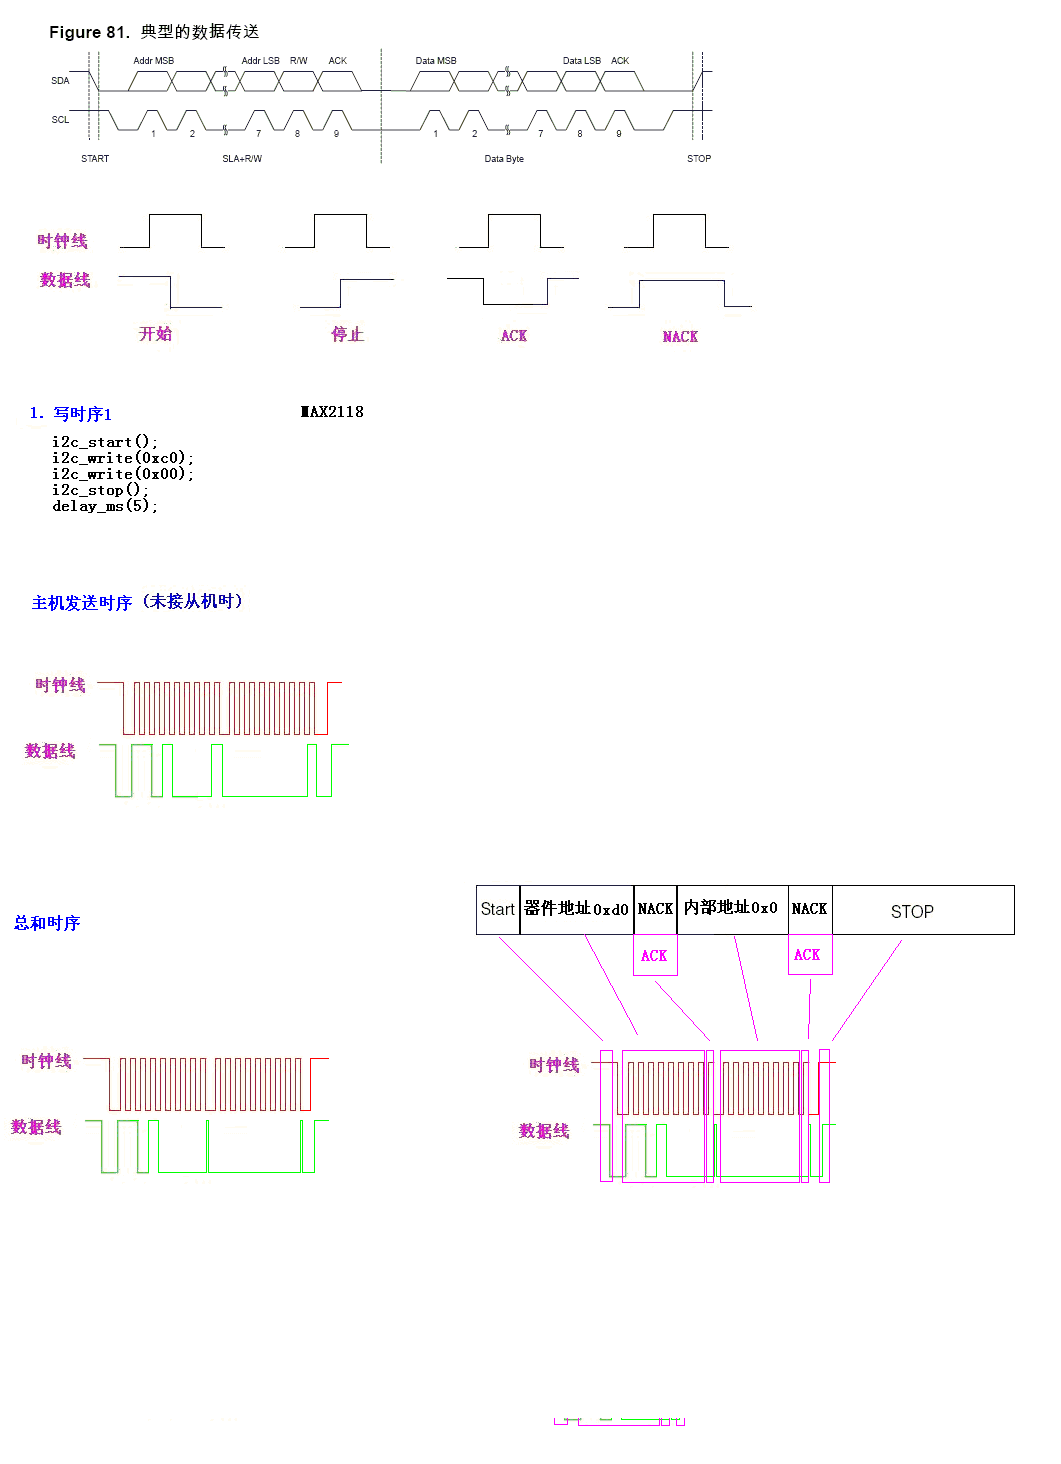 Figure 81. 典型的数据传送
Addr MSB Addr LSB R/W ACK Data MSB Data LSB ACK
SDA
SCL
1 2 7 8 9 1 2 7 8 9
START SLA+R/W Data Byte STOP
时钟线
数据线
开始 停止 ACK NACK
1. 写时序1 MAX2118
i2c_start();
i2c_write(0xc0);
i2c_write(0x00);
i2c_stop();
delay_ms(5);
主机发送时序 (未接从机时)
时钟线
数据线
总和时序
Start 器件地址0xd0 NACK 内部地址0x0 NACK STOP
ACK ACK
时钟线 时钟线
数据线 数据线